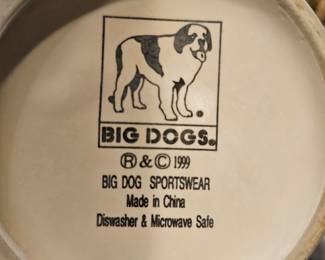 BIG DOGS®
® & © 1999
BIG DOG SPORTSWEAR
Made in China
Diswasher & Microwave Safe